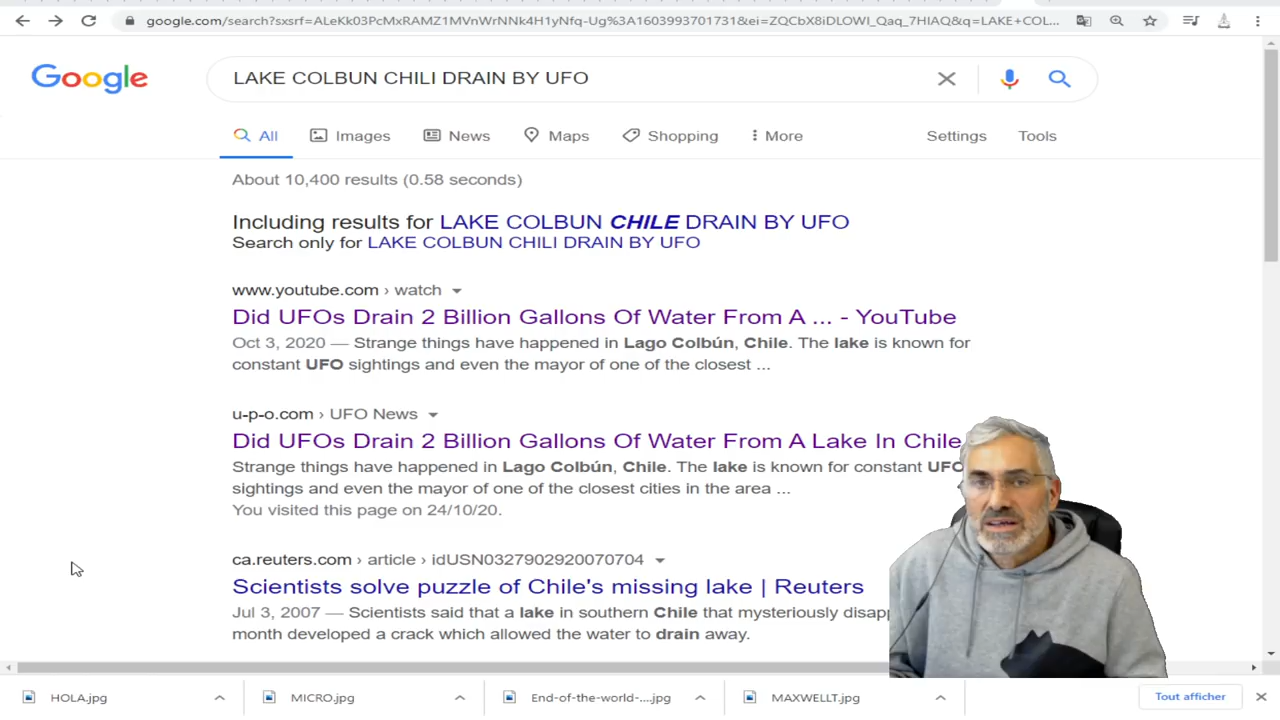 google.com/search?sxsrf=ALeKk03PcMxRAMZ1MVnWrNNk4H1yNfq-Ug%3A1603993701731&ei=ZQCbX8iDLOWI_Qaq_7HIAQ&q=LAKE+COL...
Google
LAKE COLBUN CHILI DRAIN BY UFO
All Images News Maps Shopping More Settings Tools
About 10,400 results (0.58 seconds)
Including results for LAKE COLBUN CHILE DRAIN BY UFO
Search only for LAKE COLBUN CHILI DRAIN BY UFO
www.youtube.com › watch
Did UFOs Drain 2 Billion Gallons Of Water From A ... - YouTube
Oct 3, 2020 — Strange things have happened in Lago Colbún, Chile. The lake is known for
constant UFO sightings and even the mayor of one of the closest ...
u-p-o.com › UFO News
Did UFOs Drain 2 Billion Gallons Of Water From A Lake In Chile
Strange things have happened in Lago Colbún, Chile. The lake is known for constant UFO
sightings and even the mayor of one of the closest cities in the area ...
You visited this page on 24/10/20.
ca.reuters.com › article › idUSN0327902920070704
Scientists solve puzzle of Chile's missing lake | Reuters
Jul 3, 2007 — Scientists said that a lake in southern Chile that mysteriously disap
month developed a crack which allowed the water to drain away.
HOLA.jpg MICRO.jpg End-of-the-world-....jpg MAXWELLT.jpg Tout afficher